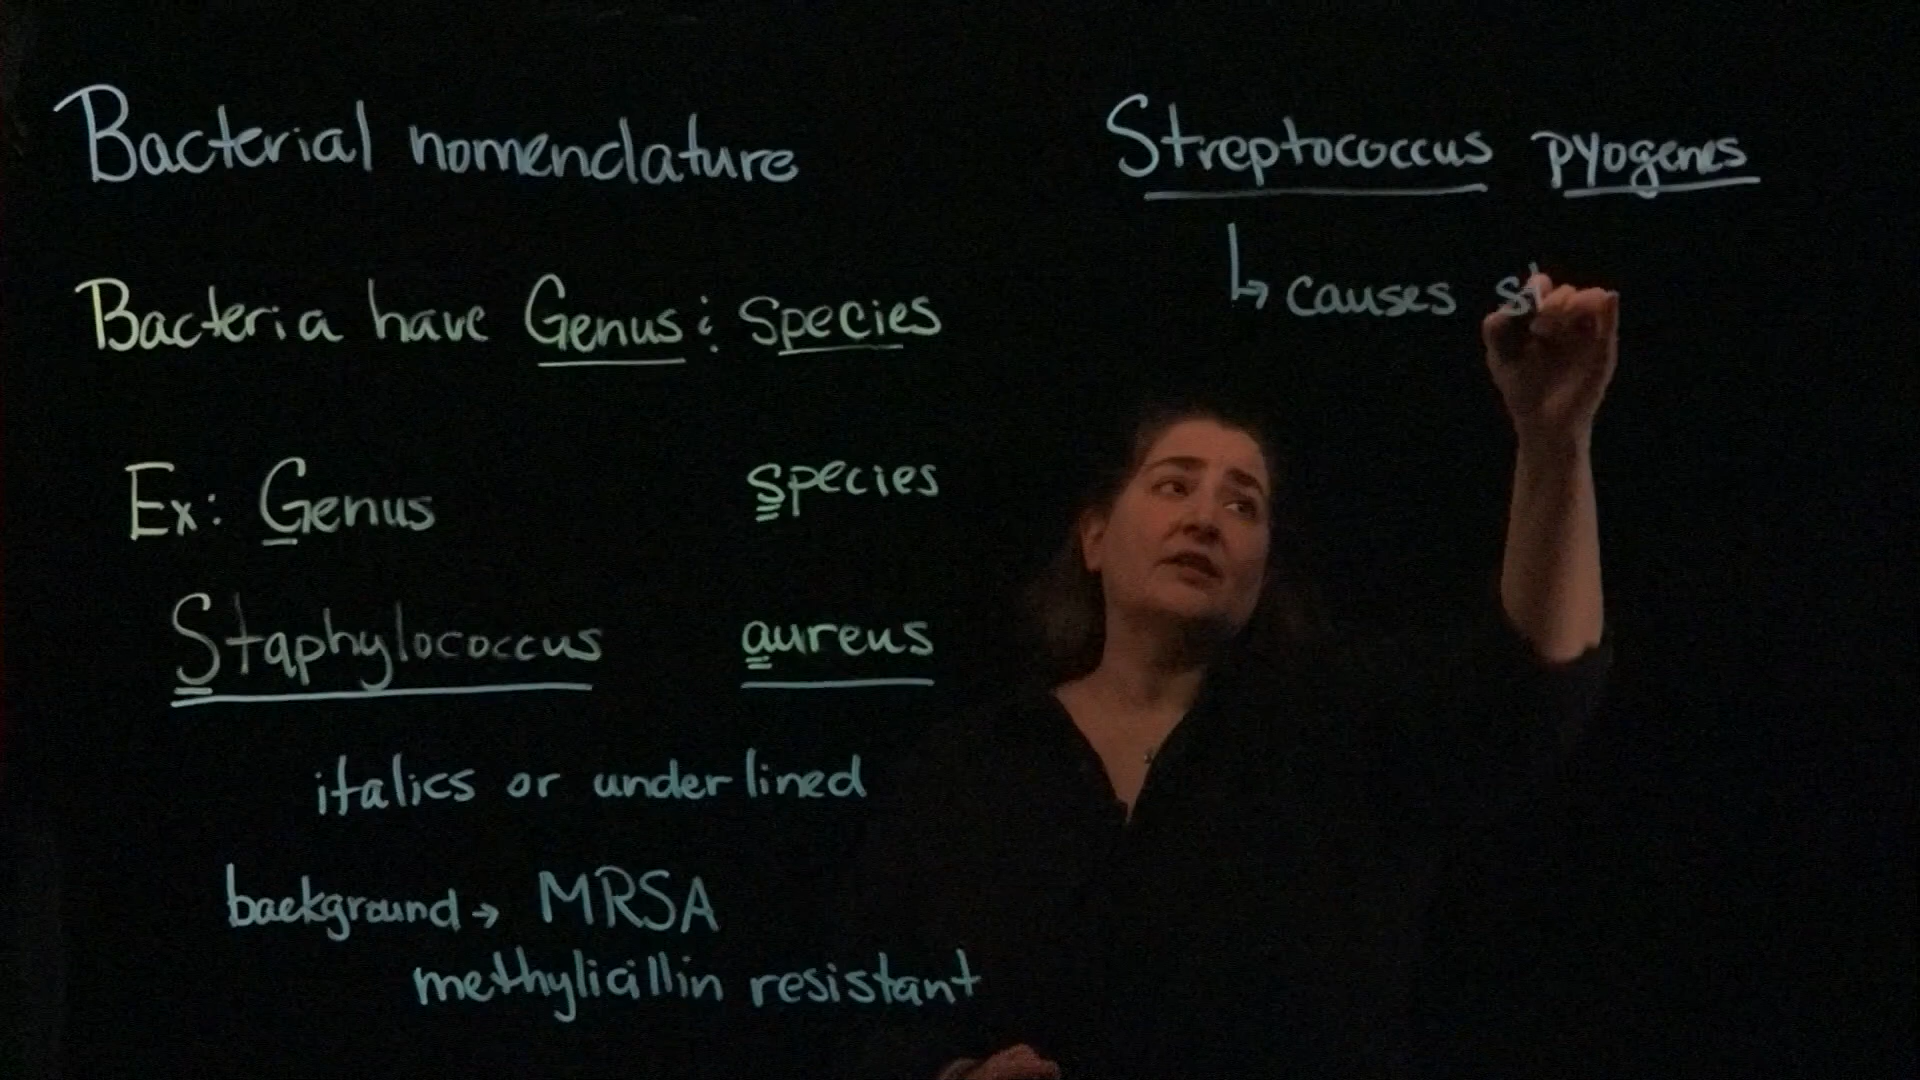 Bacterial nomenclature
Bacteria have Genus & species
Ex: Genus species
Staphylococcus aureus
italics or underlined
background → MRSA
methylicillin resistant
Streptococcus pyogenes
↳ causes st